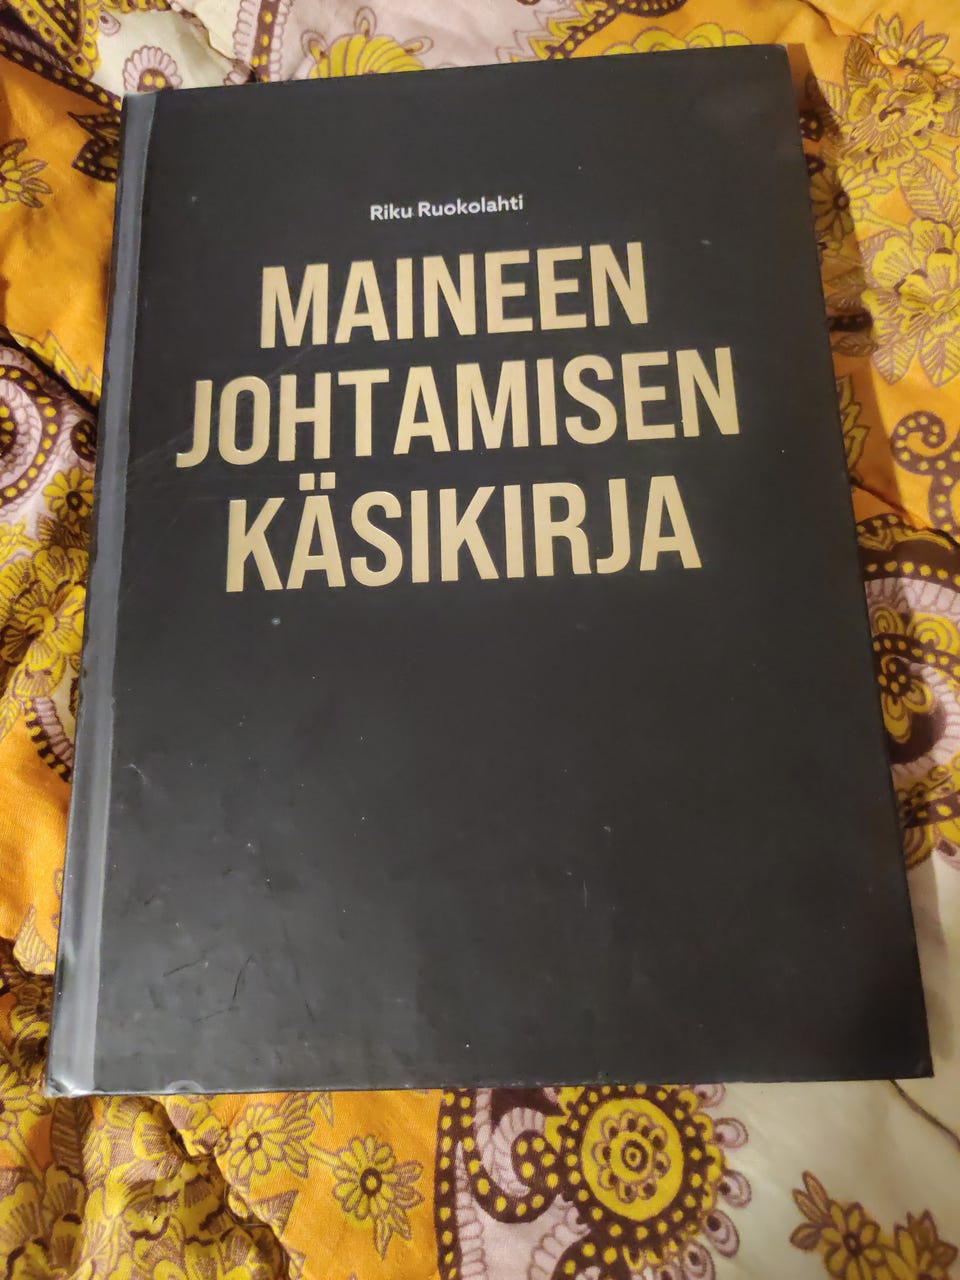 Riku Ruokolahti
MAINEEN
JOHTAMISEN
KÄSIKIRJA